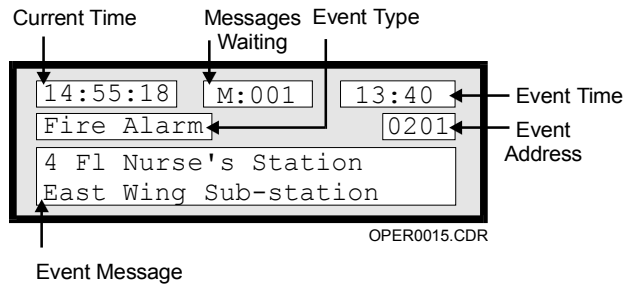 Current Time
Messages Waiting
Event Type
14:55:18 M:001 13:40
Event Time
Fire Alarm 0201
Event Address
4 Fl Nurse's Station
East Wing Sub-station
OPER0015.CDR
Event Message